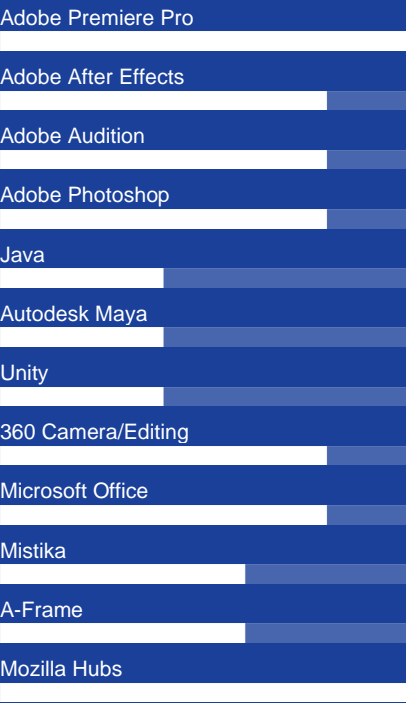 Adobe Premiere Pro
Adobe After Effects
Adobe Audition
Adobe Photoshop
Java
Autodesk Maya
Unity
360 Camera/Editing
Microsoft Office
Mistika
A-Frame
Mozilla Hubs